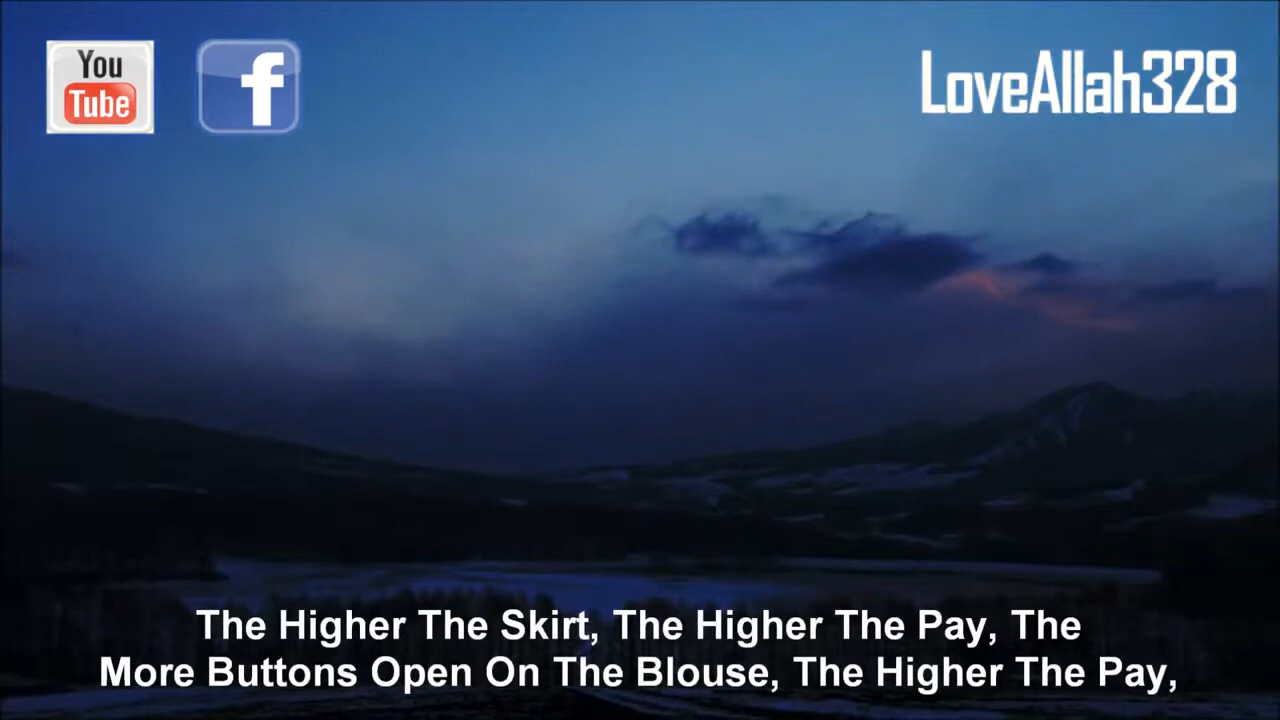 You
Tube
f
LoveAllah328
The Higher The Skirt, The Higher The Pay, The
More Buttons Open On The Blouse, The Higher The Pay,